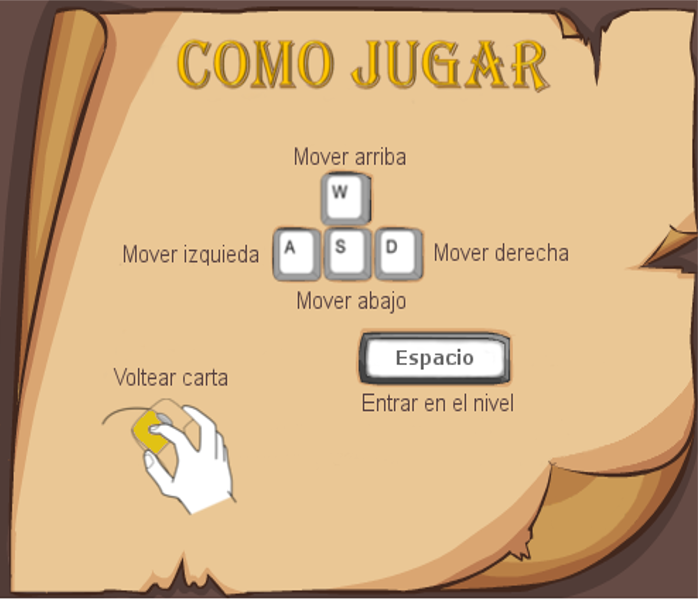 COMO JUGAR
Mover arriba
W
Mover izquieda
A S D
Mover derecha
Mover abajo
Espacio
Voltear carta
Entrar en el nivel